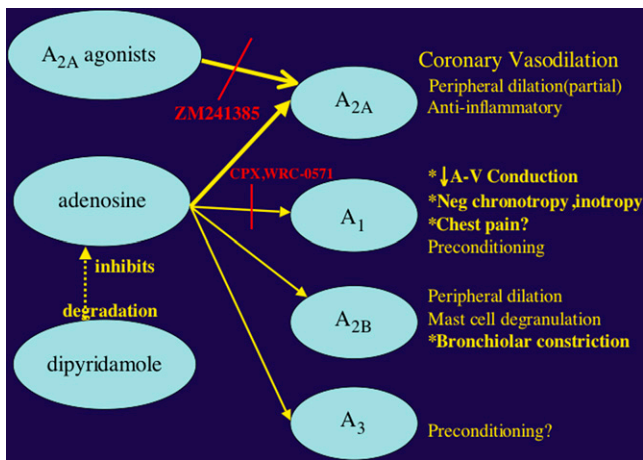 A2A agonists
ZM241385
A2A
Coronary Vasodilation
Peripheral dilation(partial)
Anti-inflammatory
adenosine
CPX,WRC-0571
A1
*↓A-V Conduction
*Neg chronotropy ,inotropy
*Chest pain?
Preconditioning
inhibits
degradation
dipyridamole
A2B
Peripheral dilation
Mast cell degranulation
*Bronchiolar constriction
A3
Preconditioning?